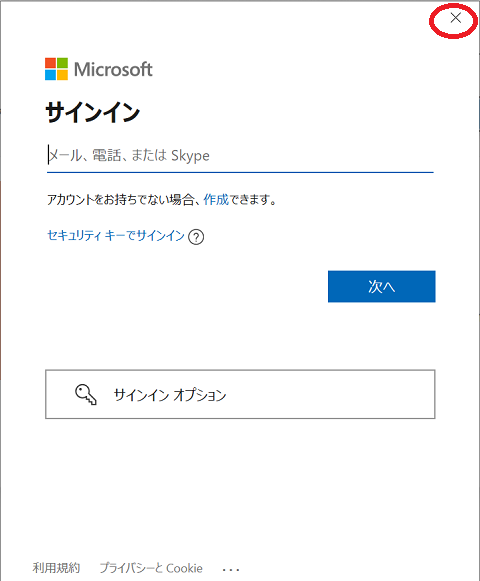 Microsoft
サインイン
メール、電話、または Skype
アカウントをお持ちでない場合、作成できます。
セキュリティ キーでサインイン ?
次へ
サインイン オプション
利用規約 プライバシーと Cookie ...